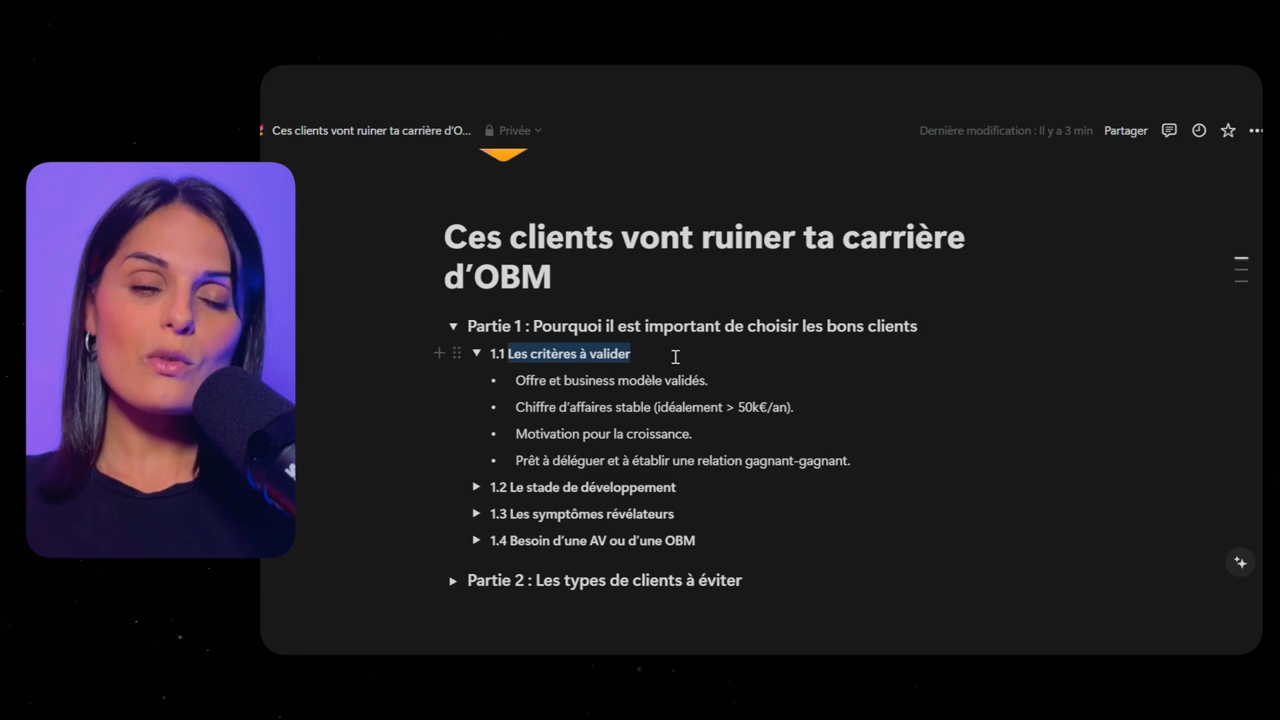 Ces clients vont ruiner ta carrière d'O... Privée Dernière modification : Il y a 3 min Partager
Ces clients vont ruiner ta carrière
d'OBM
Partie 1 : Pourquoi il est important de choisir les bons clients
1.1 Les critères à valider
• Offre et business modèle validés.
• Chiffre d'affaires stable (idéalement > 50k€/an).
• Motivation pour la croissance.
• Prêt à déléguer et à établir une relation gagnant-gagnant.
1.2 Le stade de développement
1.3 Les symptômes révélateurs
1.4 Besoin d'une AV ou d'une OBM
Partie 2 : Les types de clients à éviter